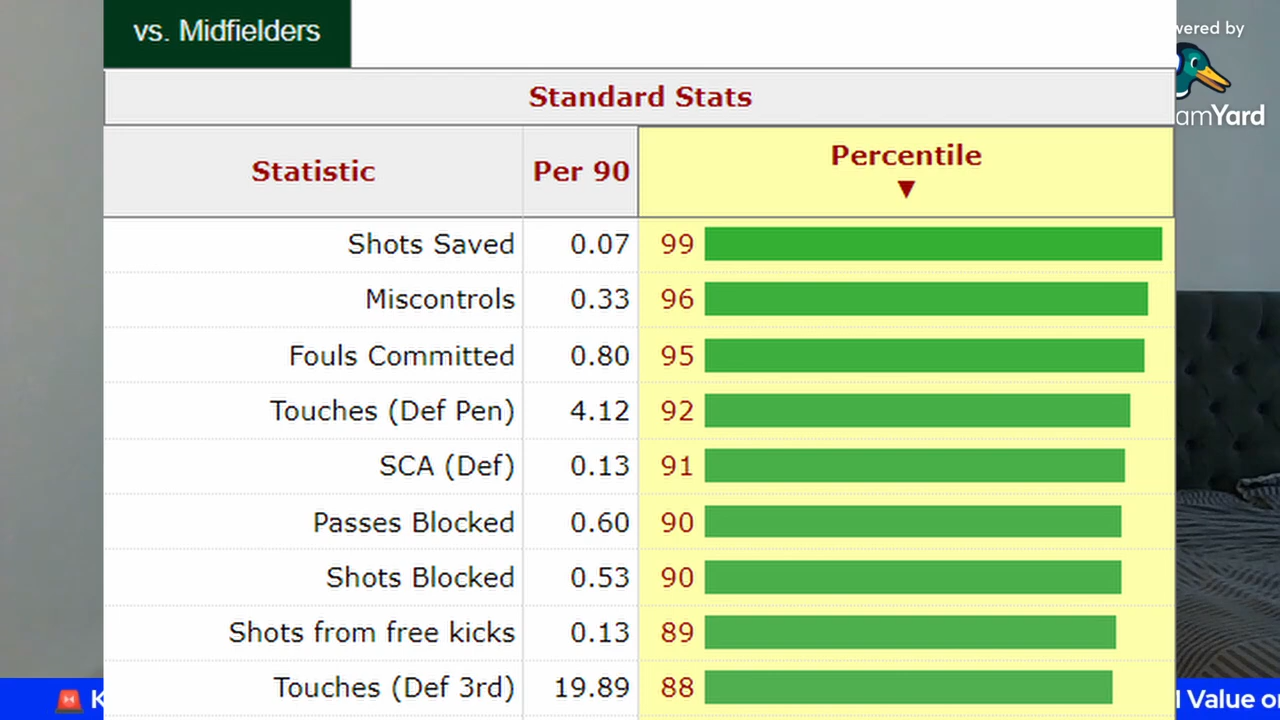 vs. Midfielders
wered by
amYard
Standard Stats
Statistic Per 90 Percentile ▼
Shots Saved 0.07 99
Miscontrols 0.33 96
Fouls Committed 0.80 95
Touches (Def Pen) 4.12 92
SCA (Def) 0.13 91
Passes Blocked 0.60 90
Shots Blocked 0.53 90
Shots from free kicks 0.13 89
Touches (Def 3rd) 19.89 88
K
l Value o